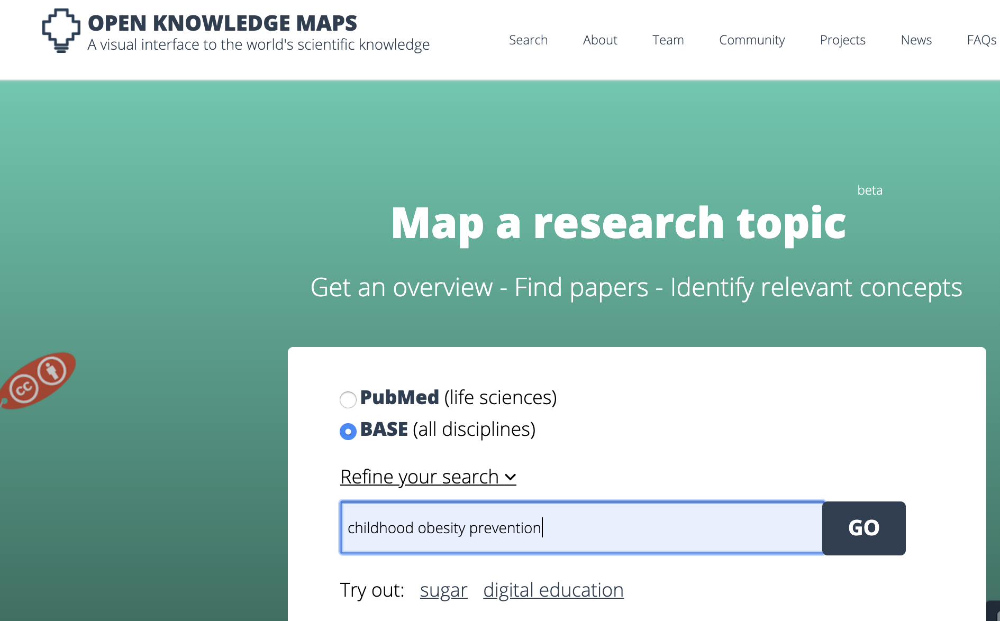 OPEN KNOWLEDGE MAPS
A visual interface to the world's scientific knowledge
Search About Team Community Projects News FAQs
beta
Map a research topic
Get an overview - Find papers - Identify relevant concepts
cc
PubMed (life sciences)
BASE (all disciplines)
Refine your search
childhood obesity prevention
GO
Try out: sugar digital education